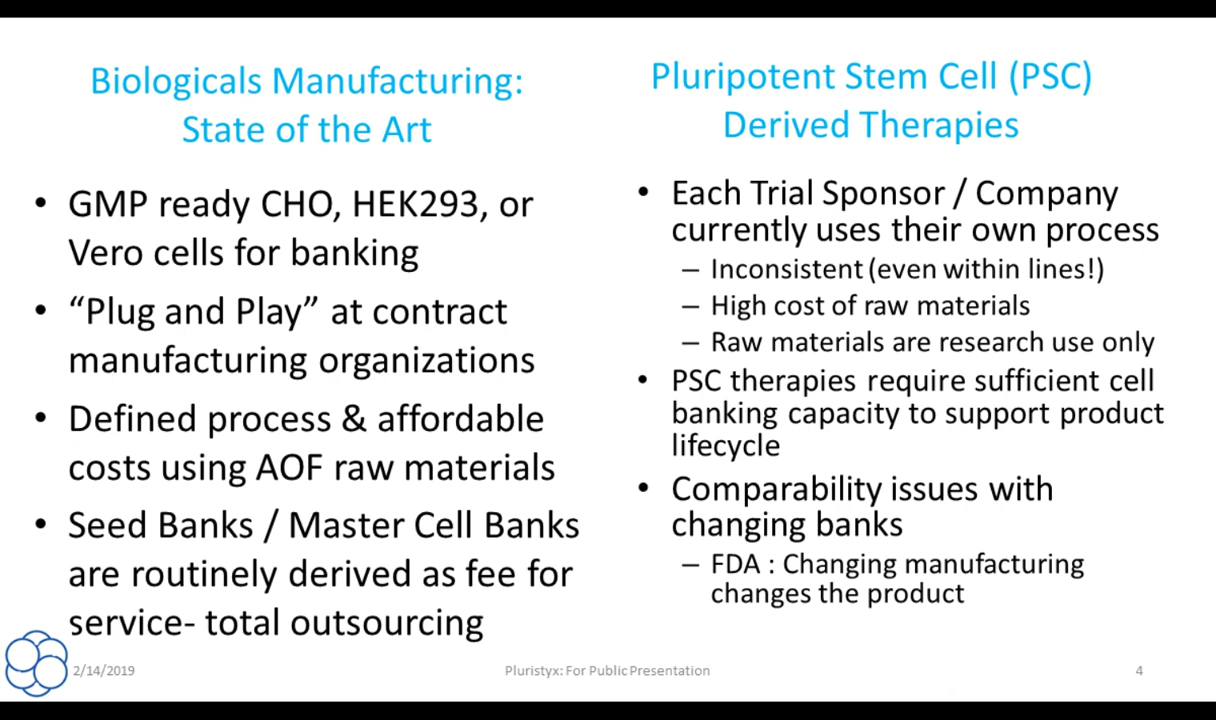 Biologicals Manufacturing:
State of the Art
• GMP ready CHO, HEK293, or
Vero cells for banking
• “Plug and Play” at contract
manufacturing organizations
• Defined process & affordable
costs using AOF raw materials
• Seed Banks / Master Cell Banks
are routinely derived as fee for
service- total outsourcing
Pluripotent Stem Cell (PSC)
Derived Therapies
• Each Trial Sponsor / Company
currently uses their own process
– Inconsistent (even within lines!)
– High cost of raw materials
– Raw materials are research use only
• PSC therapies require sufficient cell
banking capacity to support product
lifecycle
• Comparability issues with
changing banks
– FDA : Changing manufacturing
changes the product
2/14/2019
Pluristyx: For Public Presentation
4